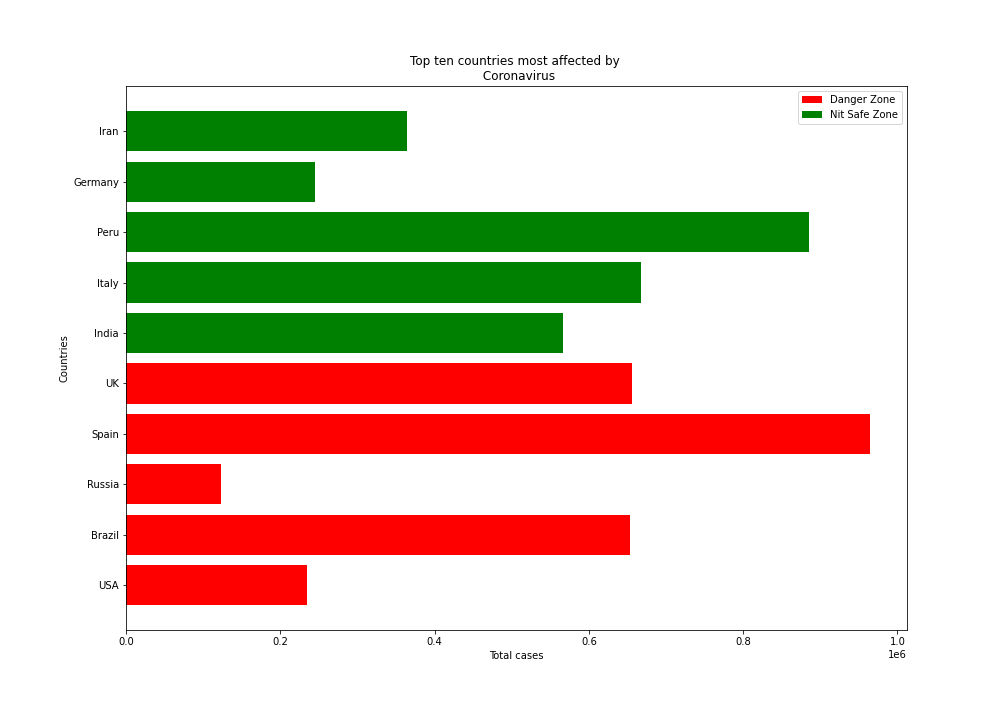 Top ten countries most affected by
Coronavirus
Danger Zone
Nit Safe Zone
Iran
Germany
Peru
Italy
India
UK
Spain
Russia
Brazil
USA
Countries
0.0 0.2 0.4 0.6 0.8 1.0
1e6
Total cases